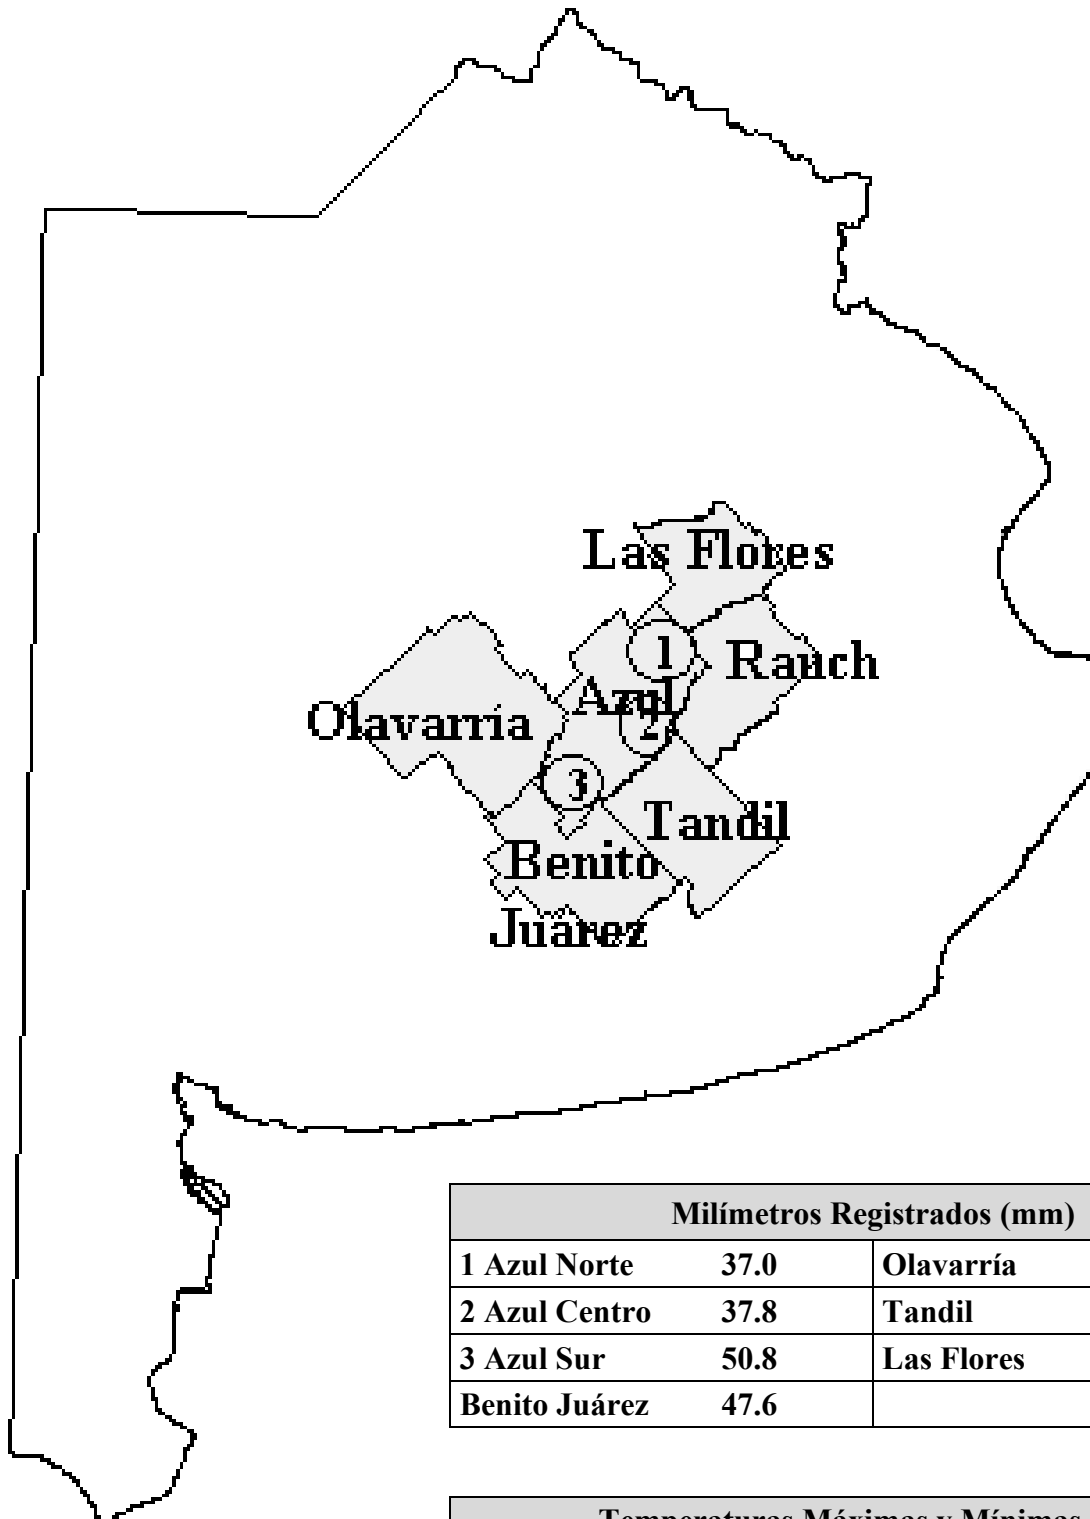 Las Flores
1
Rauch
Azul
Olavarría
2
3
Tandil
Benito
Juárez
Milímetros Registrados (mm)
1 Azul Norte 37.0 Olavarría
2 Azul Centro 37.8 Tandil
3 Azul Sur 50.8 Las Flores
Benito Juárez 47.6
Temperaturas Máximas y Mínimas